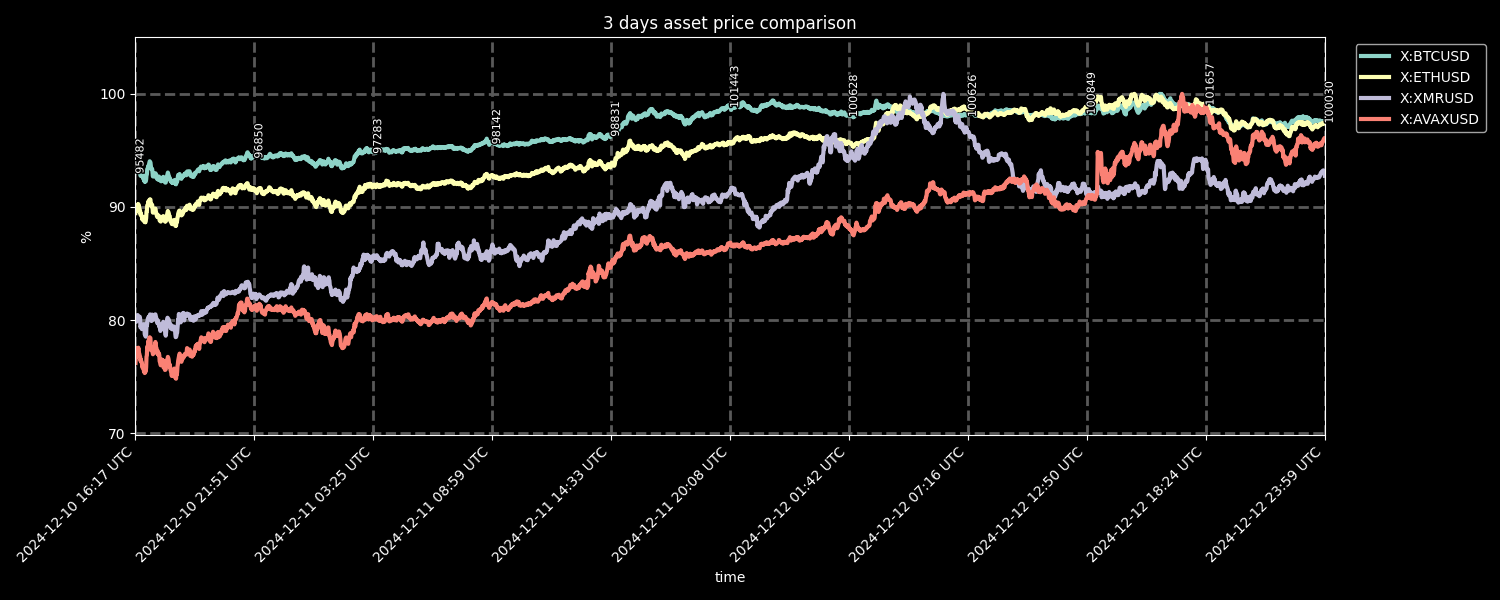 3 days asset price comparison
X:BTCUSD
X:ETHUSD
X:XMRUSD
X:AVAXUSD
100
90
80
70
%
95482
96850
97283
98142
98831
101443
100628
100626
100849
101657
100030
2024-12-10 16:17 UTC
2024-12-10 21:51 UTC
2024-12-11 03:25 UTC
2024-12-11 08:59 UTC
2024-12-11 14:33 UTC
2024-12-11 20:08 UTC
2024-12-12 01:42 UTC
2024-12-12 07:16 UTC
2024-12-12 12:50 UTC
2024-12-12 18:24 UTC
2024-12-12 23:59 UTC
time